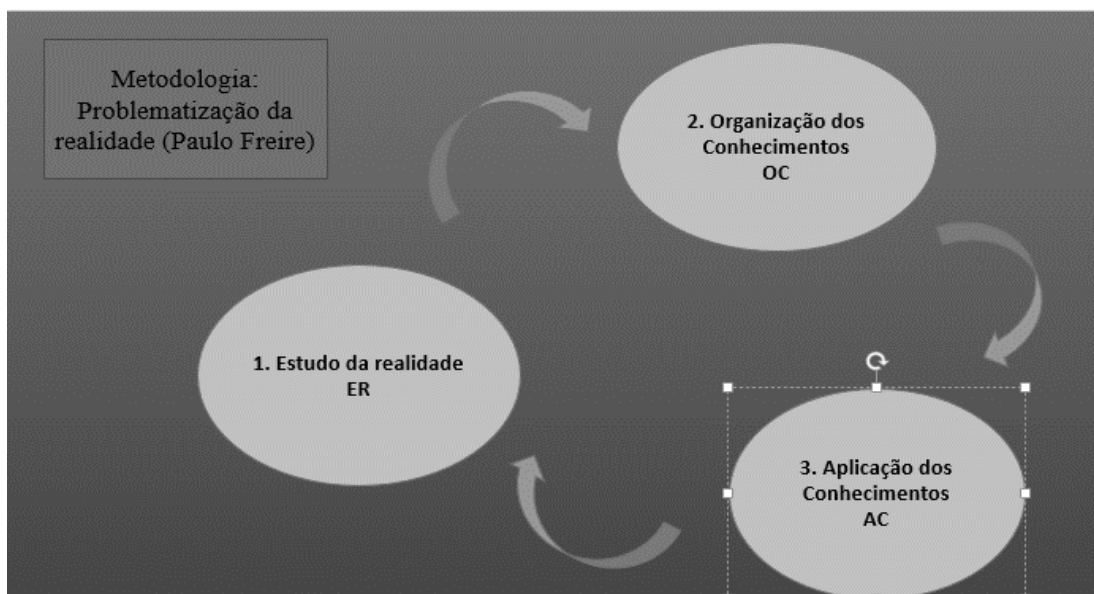 Metodologia:
Problematização da
realidade (Paulo Freire)
2. Organização dos
Conhecimentos
OC
1. Estudo da realidade
ER
3. Aplicação dos
Conhecimentos
AC